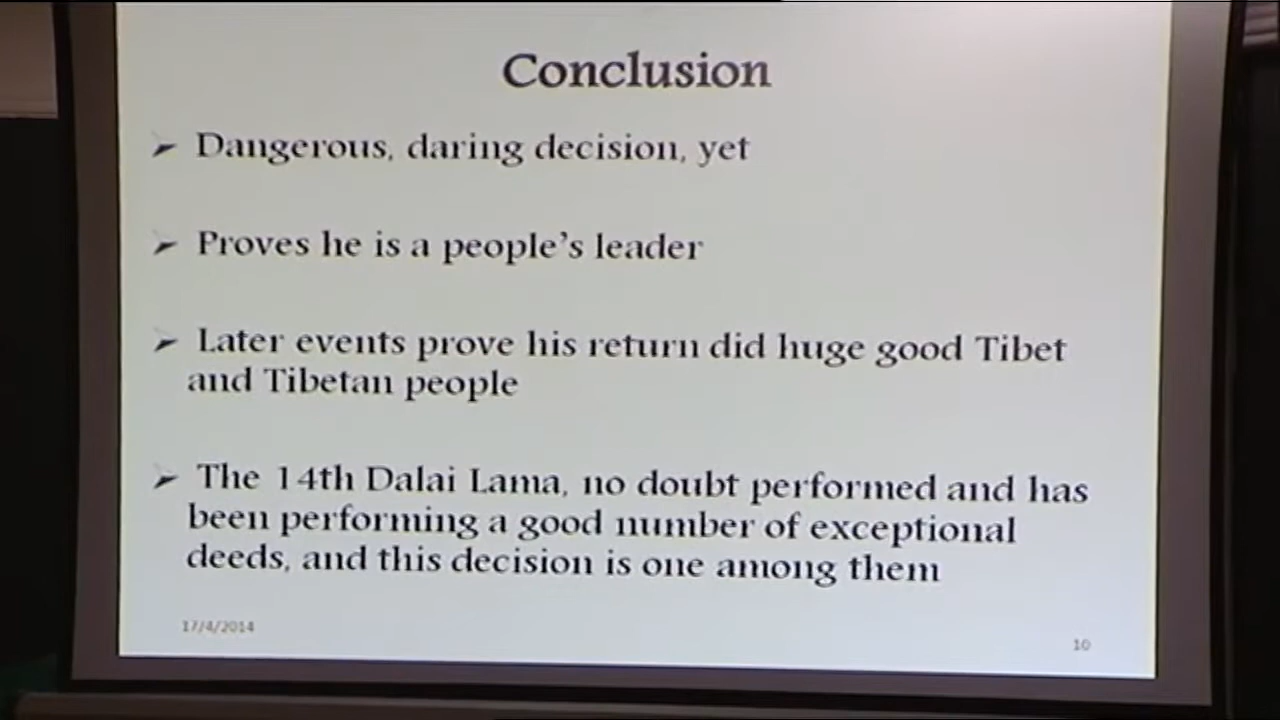 Conclusion
➢ Dangerous, daring decision, yet
➢ Proves he is a people's leader
➢ Later events prove his return did huge good Tibet
and Tibetan people
➢ The 14th Dalai Lama, no doubt performed and has
been performing a good number of exceptional
deeds, and this decision is one among them
17/4/2014
10